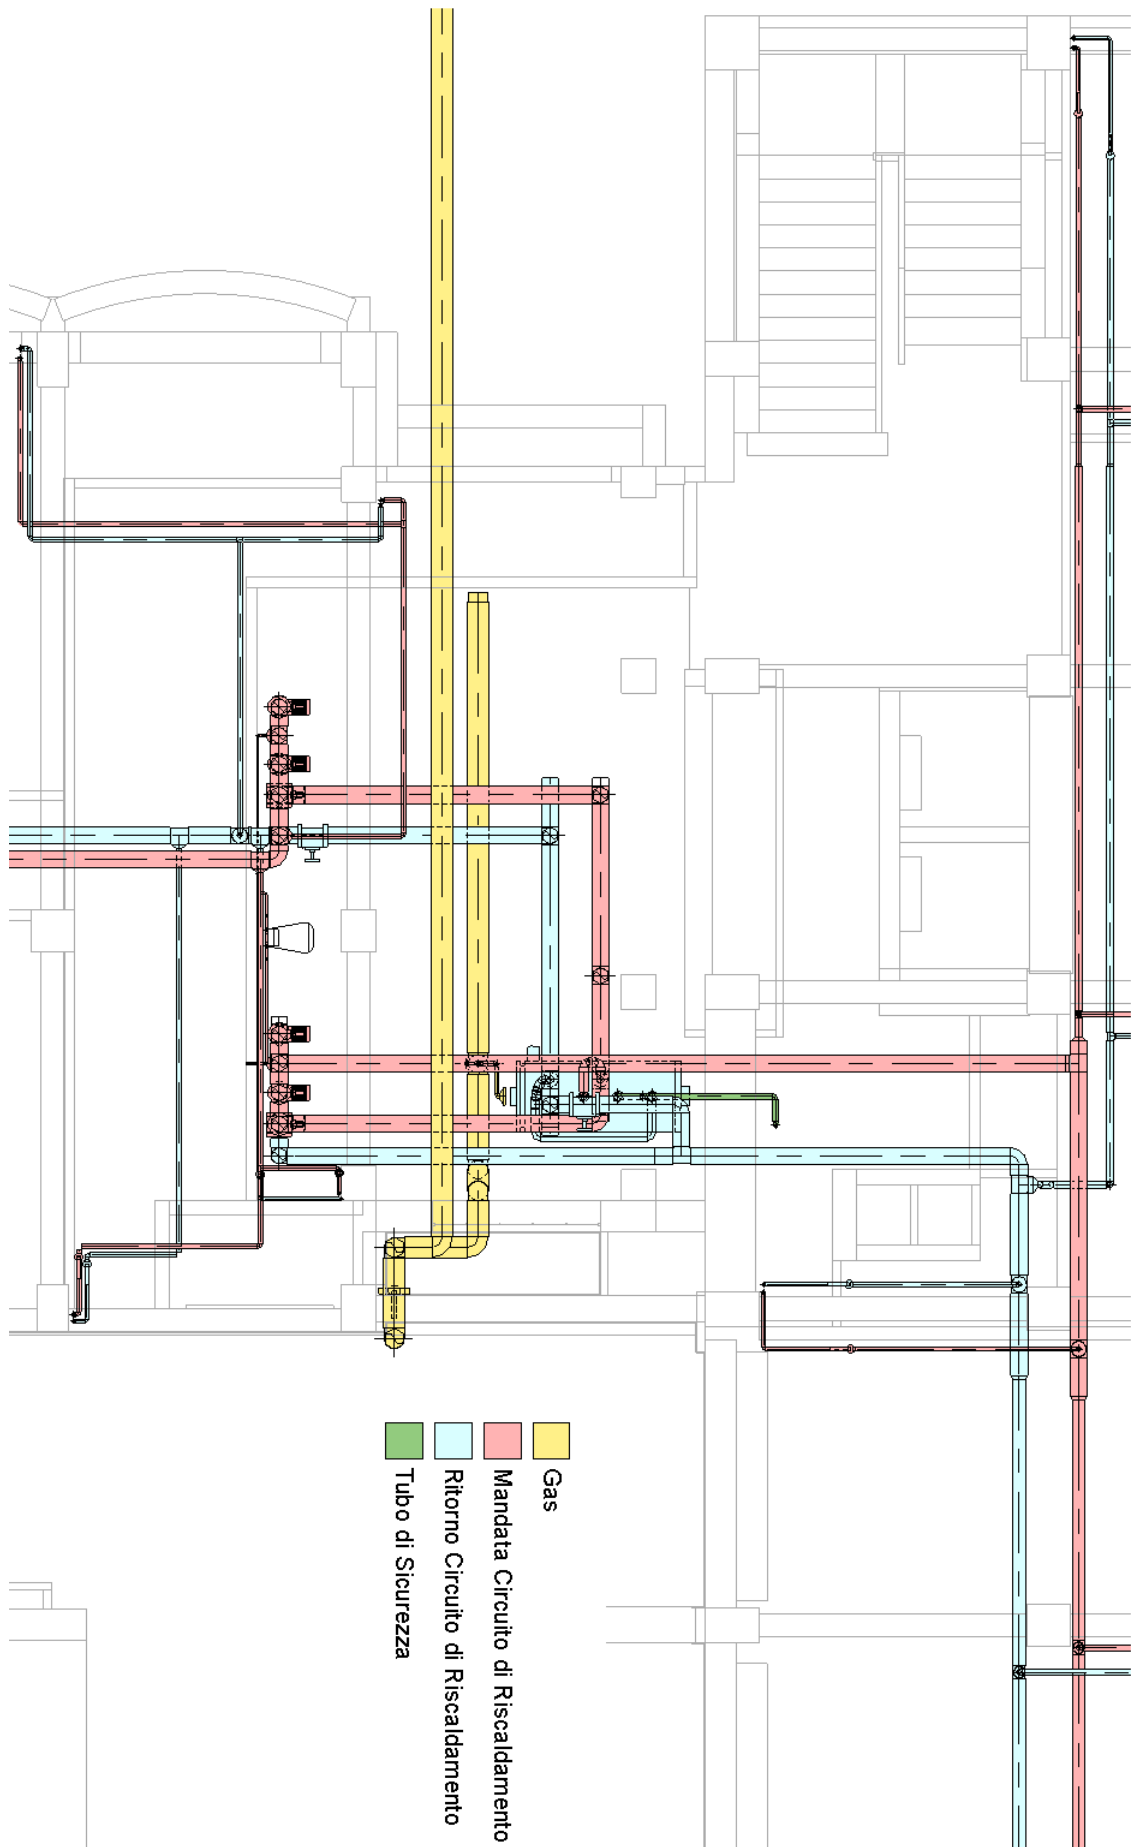 Gas
Mandata Circuito di Riscaldamento
Ritorno Circuito di Riscaldamento
Tubo di Sicurezza